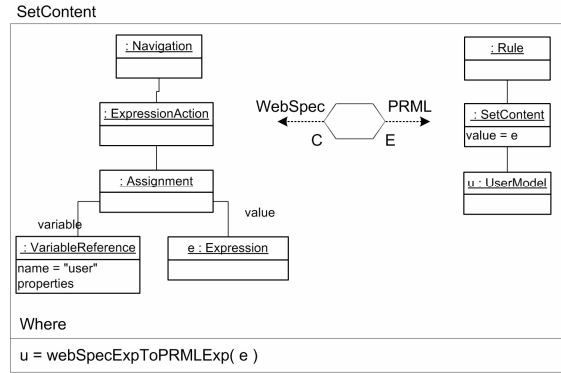 SetContent
: Navigation
: ExpressionAction
: Assignment
variable
value
: VariableReference
name = "user"
properties
e : Expression
WebSpec
PRML
C
E
: Rule
: SetContent
value = e
u : UserModel
Where
u = webSpecExpToPRMLExp( e )